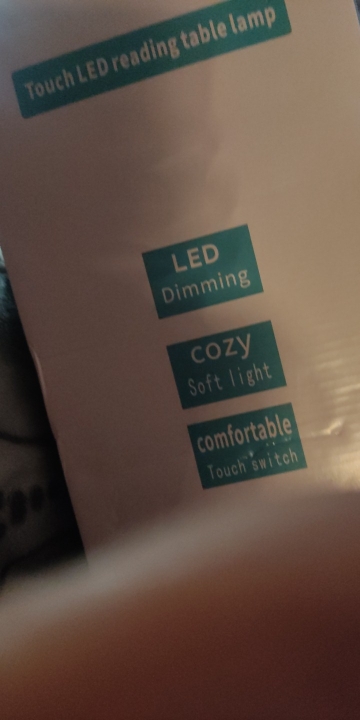 Touch LED reading table lamp
LED
Dimming
cozy
Soft light
comfortable
Touch switch